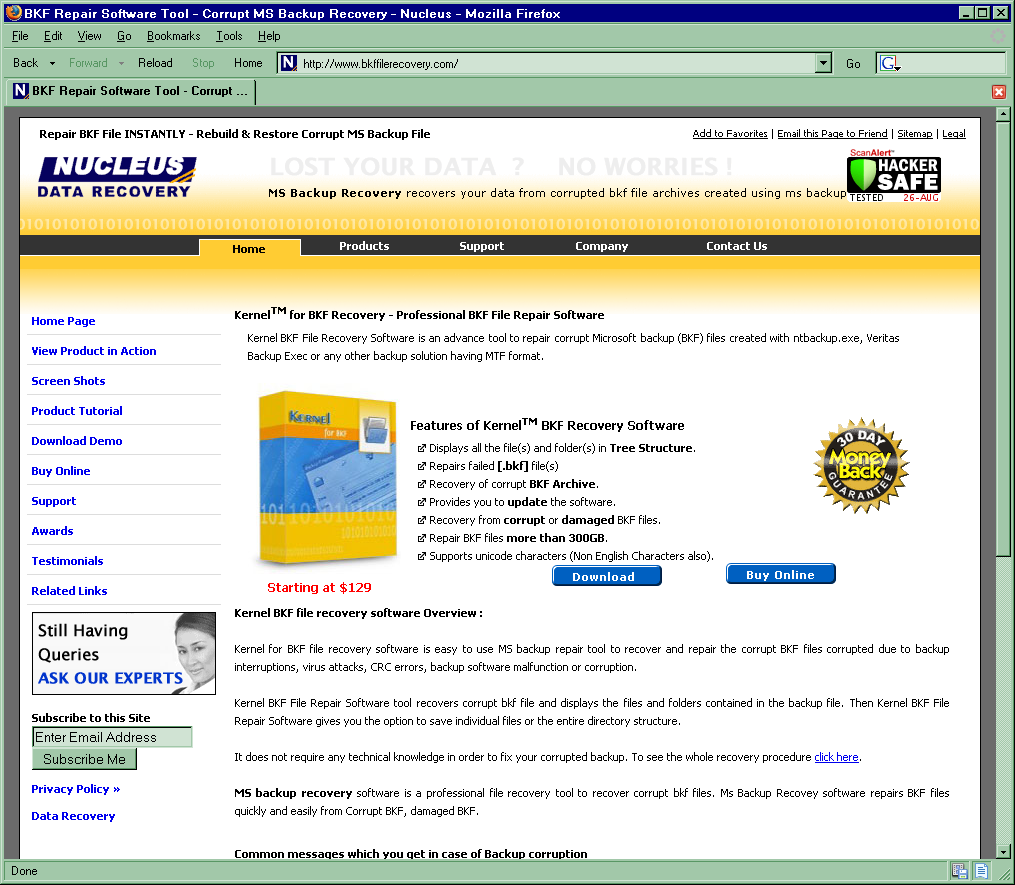 BKF Repair Software Tool - Corrupt MS Backup Recovery - Nucleus - Mozilla Firefox
File Edit View Go Bookmarks Tools Help
Back Forward Reload Stop Home N http://www.bkffilerecovery.com/ Go G
N BKF Repair Software Tool - Corrupt ...
Repair BKF File INSTANTLY - Rebuild & Restore Corrupt MS Backup File
Add to Favorites | Email this Page to Friend | Sitemap | Legal
NUCLEUS
DATA RECOVERY
LOST YOUR DATA ? NO WORRIES !
MS Backup Recovery recovers your data from corrupted bkf file archives created using ms backup
ScanAlert™
HACKER
SAFE
TESTED 26-AUG
Home Products Support Company Contact Us
Home Page
View Product in Action
Screen Shots
Product Tutorial
Download Demo
Buy Online
Support
Awards
Testimonials
Related Links
Still Having
Queries
ASK OUR EXPERTS
Subscribe to this Site
Enter Email Address
Subscribe Me
Privacy Policy »
Data Recovery
Kernel™ for BKF Recovery - Professional BKF File Repair Software
Kernel BKF File Recovery Software is an advance tool to repair corrupt Microsoft backup (BKF) files created with ntbackup.exe, Veritas
Backup Exec or any other backup solution having MTF format.
Kernel
for BKF
Starting at $129
Features of Kernel™ BKF Recovery Software
Displays all the file(s) and folder(s) in Tree Structure.
Repairs failed [.bkf] file(s)
Recovery of corrupt BKF Archive.
Provides you to update the software.
Recovery from corrupt or damaged BKF files.
Repair BKF files more than 300GB.
Supports unicode characters (Non English Characters also).
Download
Buy Online
30 DAY
Money
Back
GUARANTEE
Kernel BKF file recovery software Overview :
Kernel for BKF file recovery software is easy to use MS backup repair tool to recover and repair the corrupt BKF files corrupted due to backup
interruptions, virus attacks, CRC errors, backup software malfunction or corruption.
Kernel BKF File Repair Software tool recovers corrupt bkf file and displays the files and folders contained in the backup file. Then Kernel BKF File
Repair Software gives you the option to save individual files or the entire directory structure.
It does not require any technical knowledge in order to fix your corrupted backup. To see the whole recovery procedure click here.
MS backup recovery software is a professional file recovery tool to recover corrupt bkf files. Ms Backup Recovey software repairs BKF files
quickly and easily from Corrupt BKF, damaged BKF.
Common messages which you get in case of Backup corruption
Done